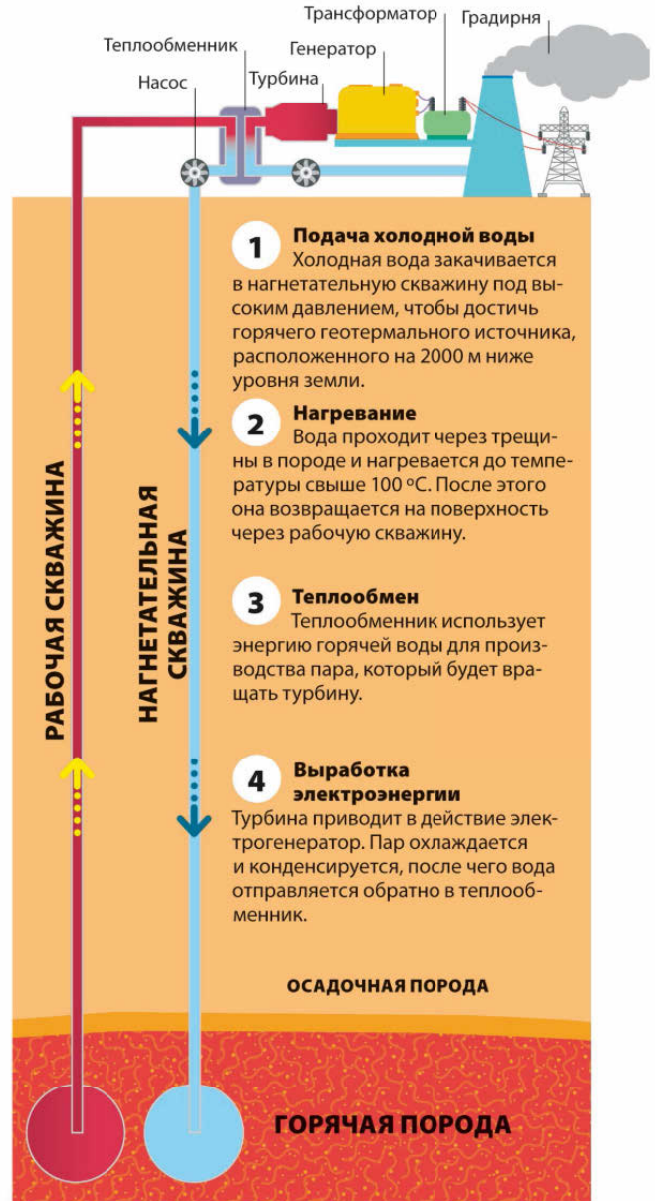 Трансформатор
Градирня
Теплообменник
Генератор
Насос
Турбина
1 Подача холодной воды
Холодная вода закачивается
в нагнетательную скважину под вы-
соким давлением, чтобы достичь
горячего геотермального источника,
расположенного на 2000 м ниже
уровня земли.
2 Нагревание
Вода проходит через трещи-
ны в породе и нагревается до темпе-
ратуры свыше 100 ºС. После этого
она возвращается на поверхность
через рабочую скважину.
РАБОЧАЯ СКВАЖИНА
НАГНЕТАТЕЛЬНАЯ
СКВАЖИНА
3 Теплообмен
Теплообменник использует
энергию горячей воды для произ-
водства пара, который будет вра-
щать турбину.
4 Выработка
электроэнергии
Турбина приводит в действие элек-
трогенератор. Пар охлаждается
и конденсируется, после чего вода
отправляется обратно в теплооб-
менник.
ОСАДОЧНАЯ ПОРОДА
ГОРЯЧАЯ ПОРОДА